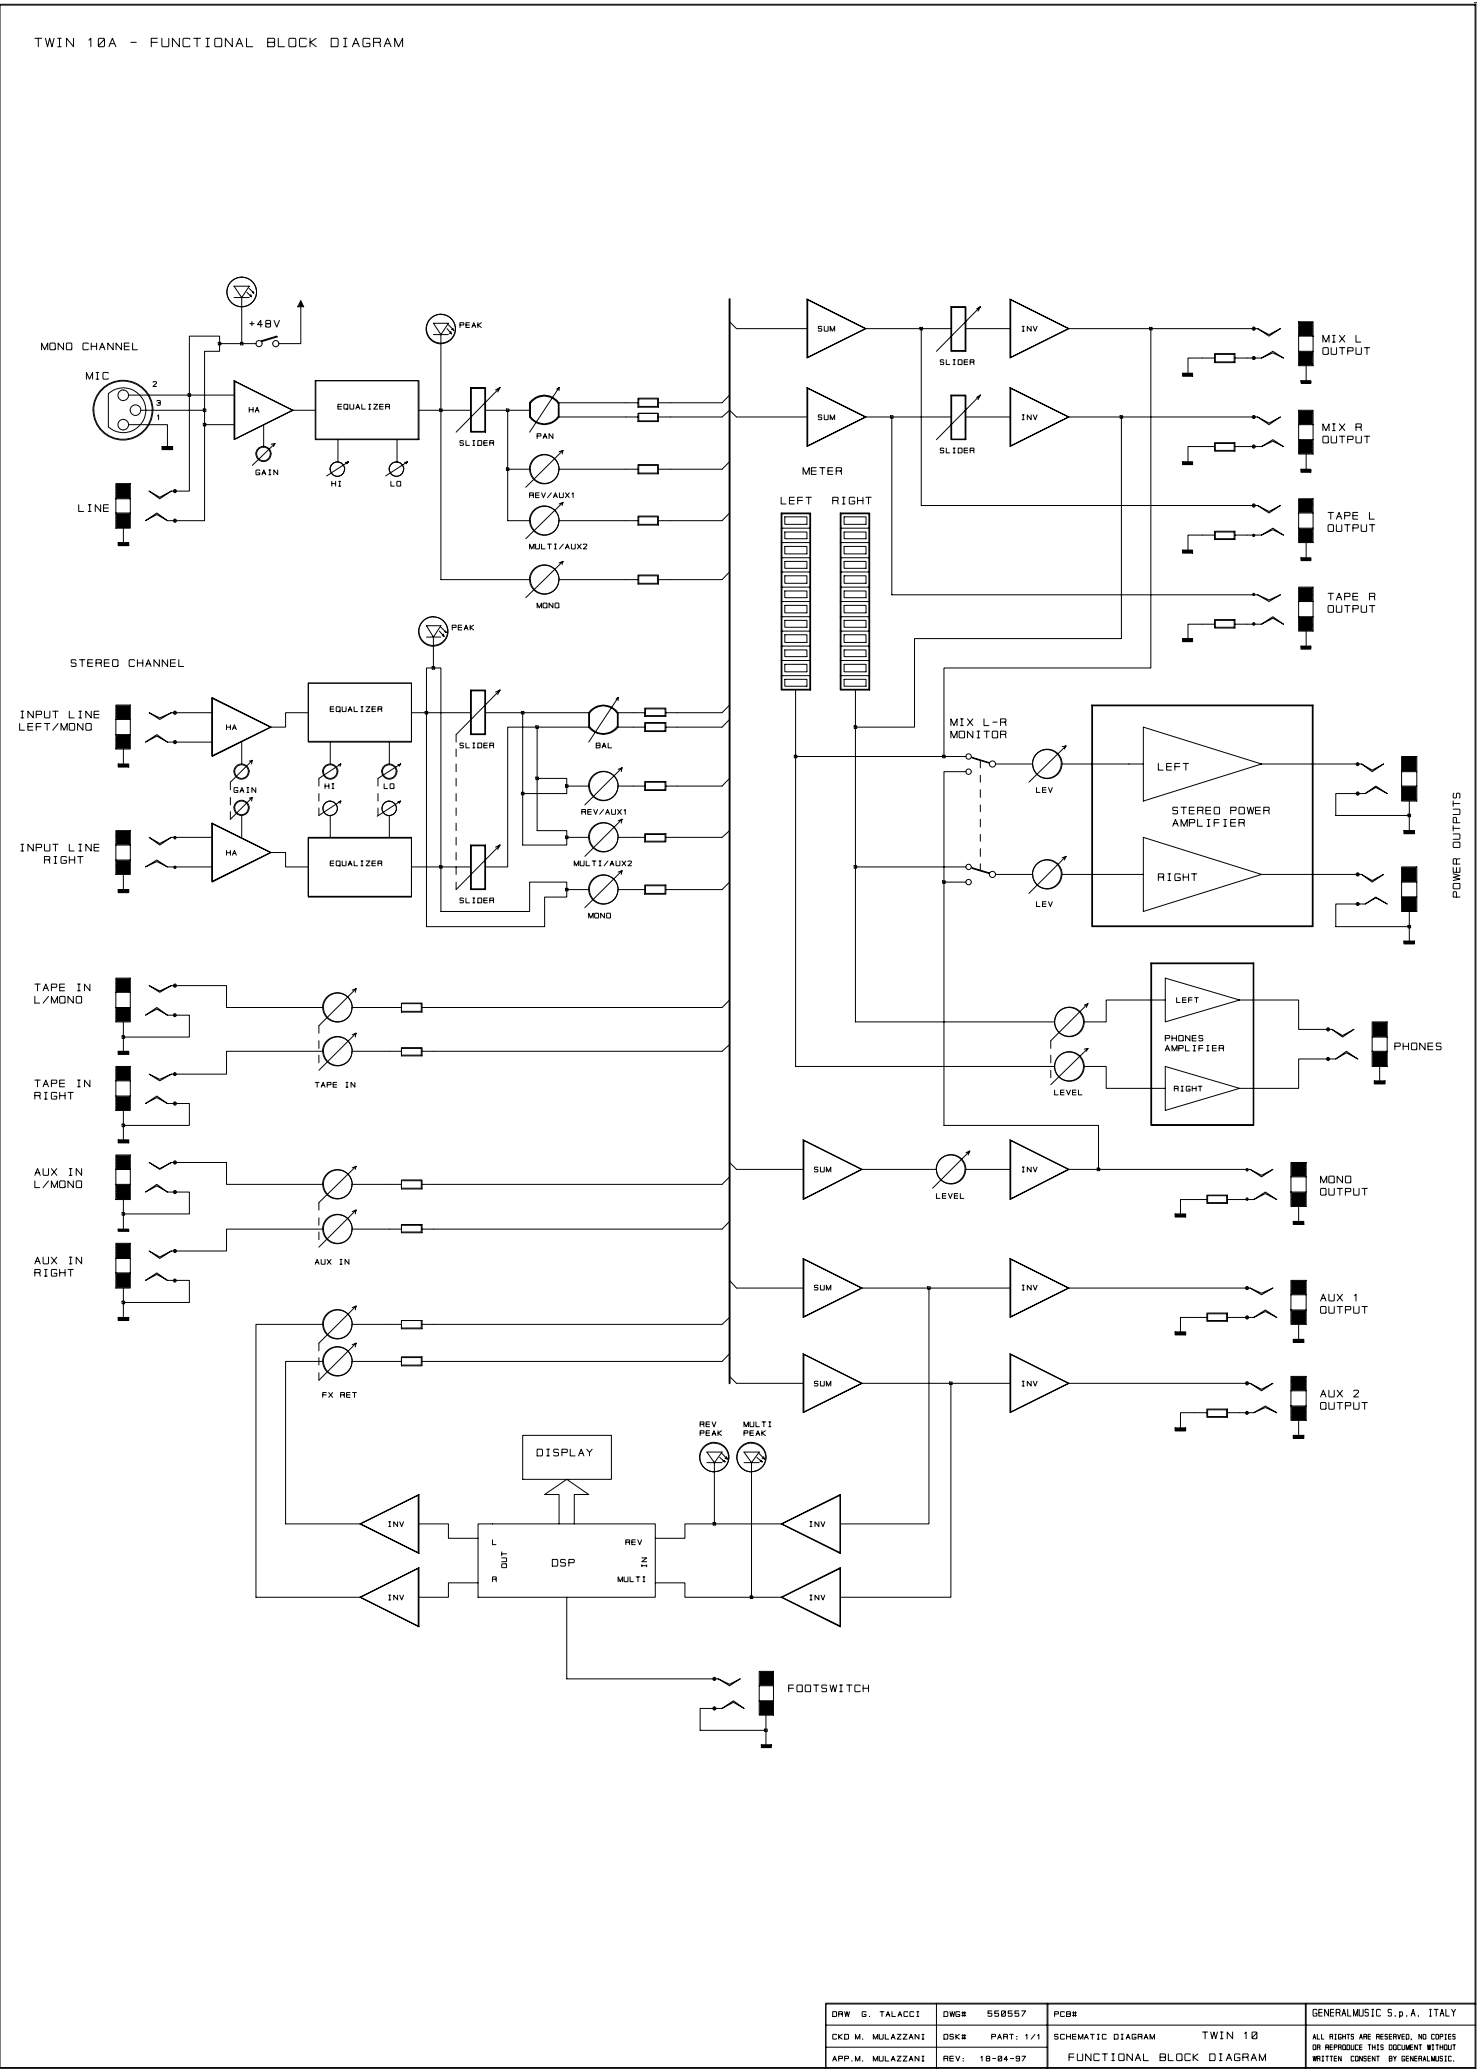 TWIN 10A - FUNCTIONAL BLOCK DIAGRAM
+48V
PEAK
MONO CHANNEL
MIC
2
3
1
HA
EQUALIZER
GAIN
HI
LO
SLIDER
PAN
REV/AUX1
MULTI/AUX2
MONO
LINE
PEAK
STEREO CHANNEL
INPUT LINE
LEFT/MONO
HA
EQUALIZER
GAIN
HI
LO
SLIDER
BAL
REV/AUX1
MULTI/AUX2
MONO
INPUT LINE
RIGHT
HA
EQUALIZER
SLIDER
TAPE IN
L/MONO
TAPE IN
RIGHT
TAPE IN
AUX IN
L/MONO
AUX IN
RIGHT
AUX IN
FX RET
SUM
SLIDER
INV
MIX L
OUTPUT
SUM
SLIDER
INV
MIX R
OUTPUT
METER
LEFT
RIGHT
TAPE L
OUTPUT
TAPE R
OUTPUT
MIX L-R
MONITOR
LEV
LEFT
STEREO POWER
AMPLIFIER
RIGHT
LEV
POWER OUTPUTS
LEFT
PHONES
AMPLIFIER
RIGHT
LEVEL
PHONES
SUM
LEVEL
INV
MONO
OUTPUT
SUM
INV
AUX 1
OUTPUT
SUM
INV
AUX 2
OUTPUT
REV
PEAK
MULTI
PEAK
DISPLAY
INV
INV
L
OUT
R
DSP
REV
IN
MULTI
INV
INV
FOOTSWITCH
DRW G. TALACCI
DWG# 550557
PCB#
GENERALMUSIC S.p.A. ITALY
CKD M. MULAZZANI
DSK# PART: 1/1
SCHEMATIC DIAGRAM TWIN 10
ALL RIGHTS ARE RESERVED, NO COPIES
OR REPRODUCE THIS DOCUMENT WITHOUT
WRITTEN CONSENT BY GENERALMUSIC.
APP.M. MULAZZANI
REV: 18-04-97
FUNCTIONAL BLOCK DIAGRAM